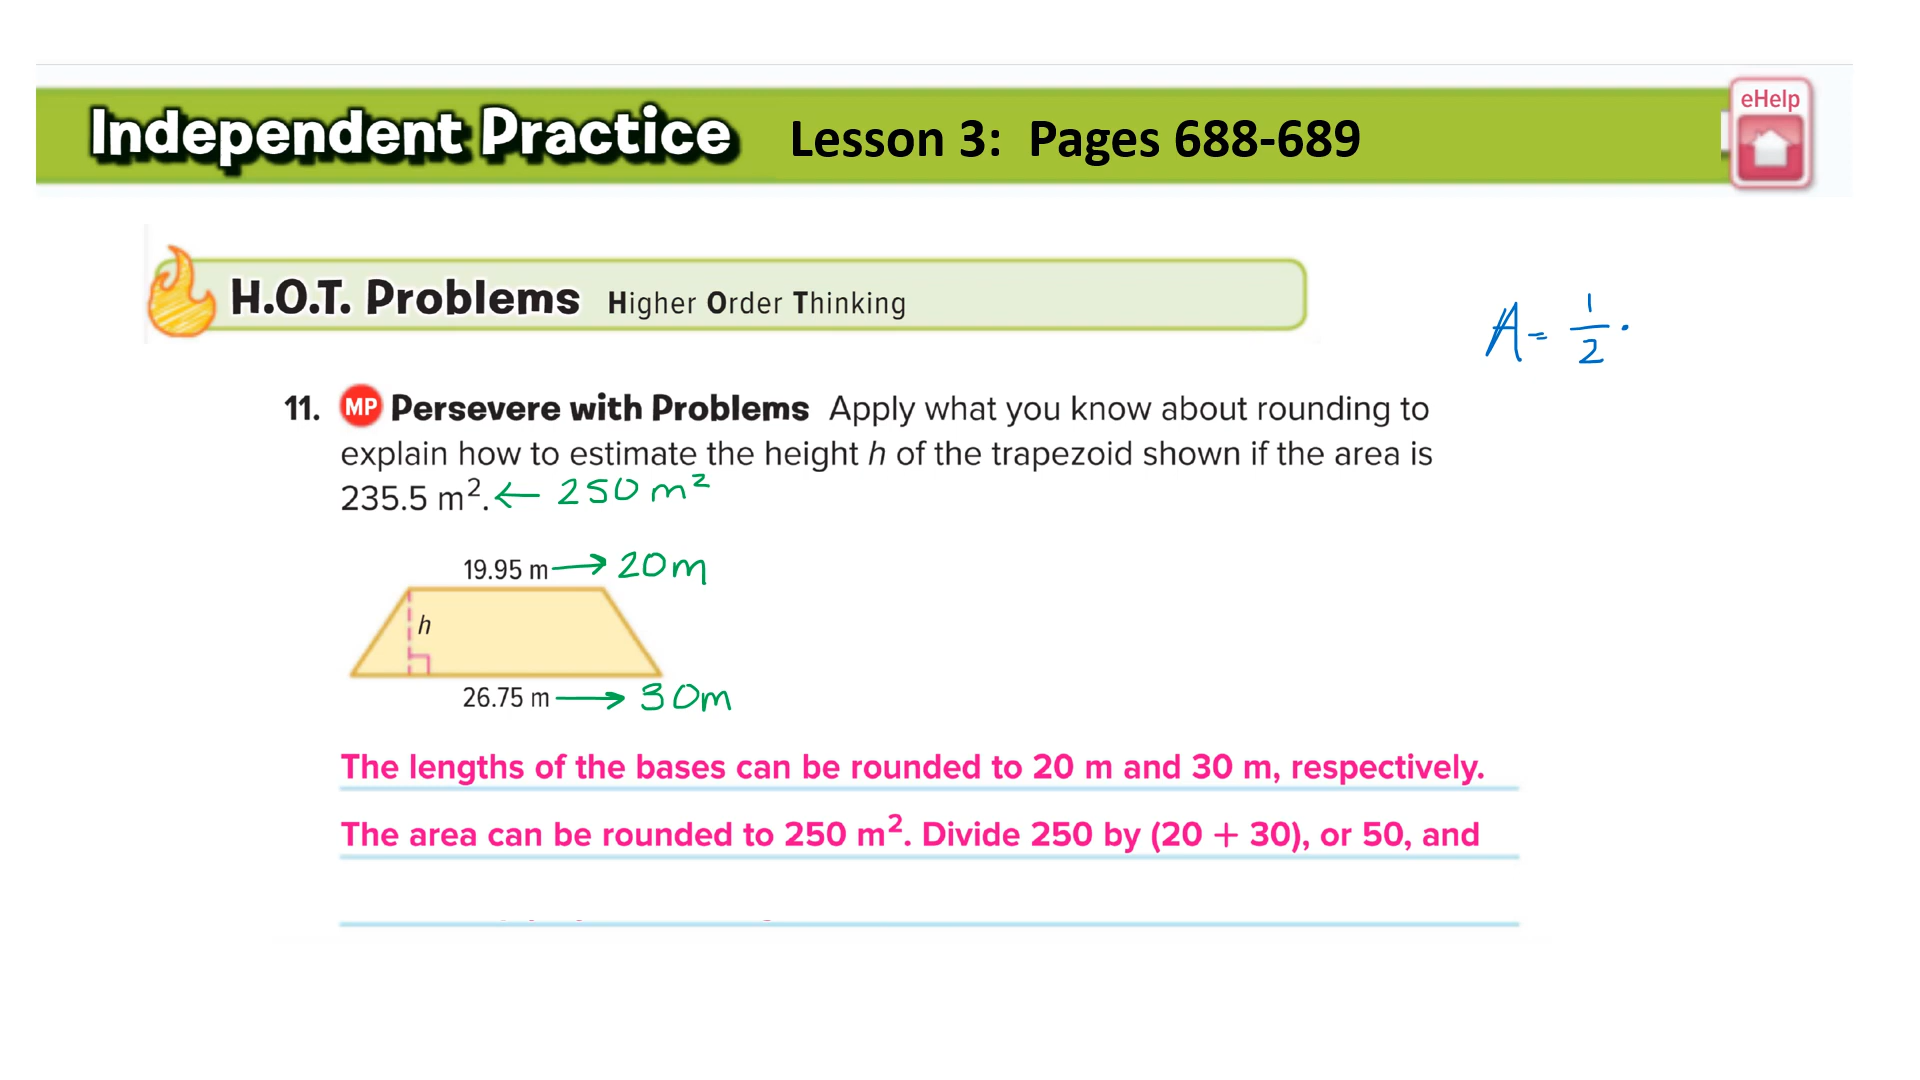 Independent Practice Lesson 3: Pages 688-689
eHelp
H.O.T. Problems Higher Order Thinking
A = 1/2 ·
11. MP Persevere with Problems Apply what you know about rounding to
explain how to estimate the height h of the trapezoid shown if the area is
235.5 m². ← 250 m²
19.95 m → 20m
h
26.75 m → 30m
The lengths of the bases can be rounded to 20 m and 30 m, respectively.
The area can be rounded to 250 m². Divide 250 by (20 + 30), or 50, and